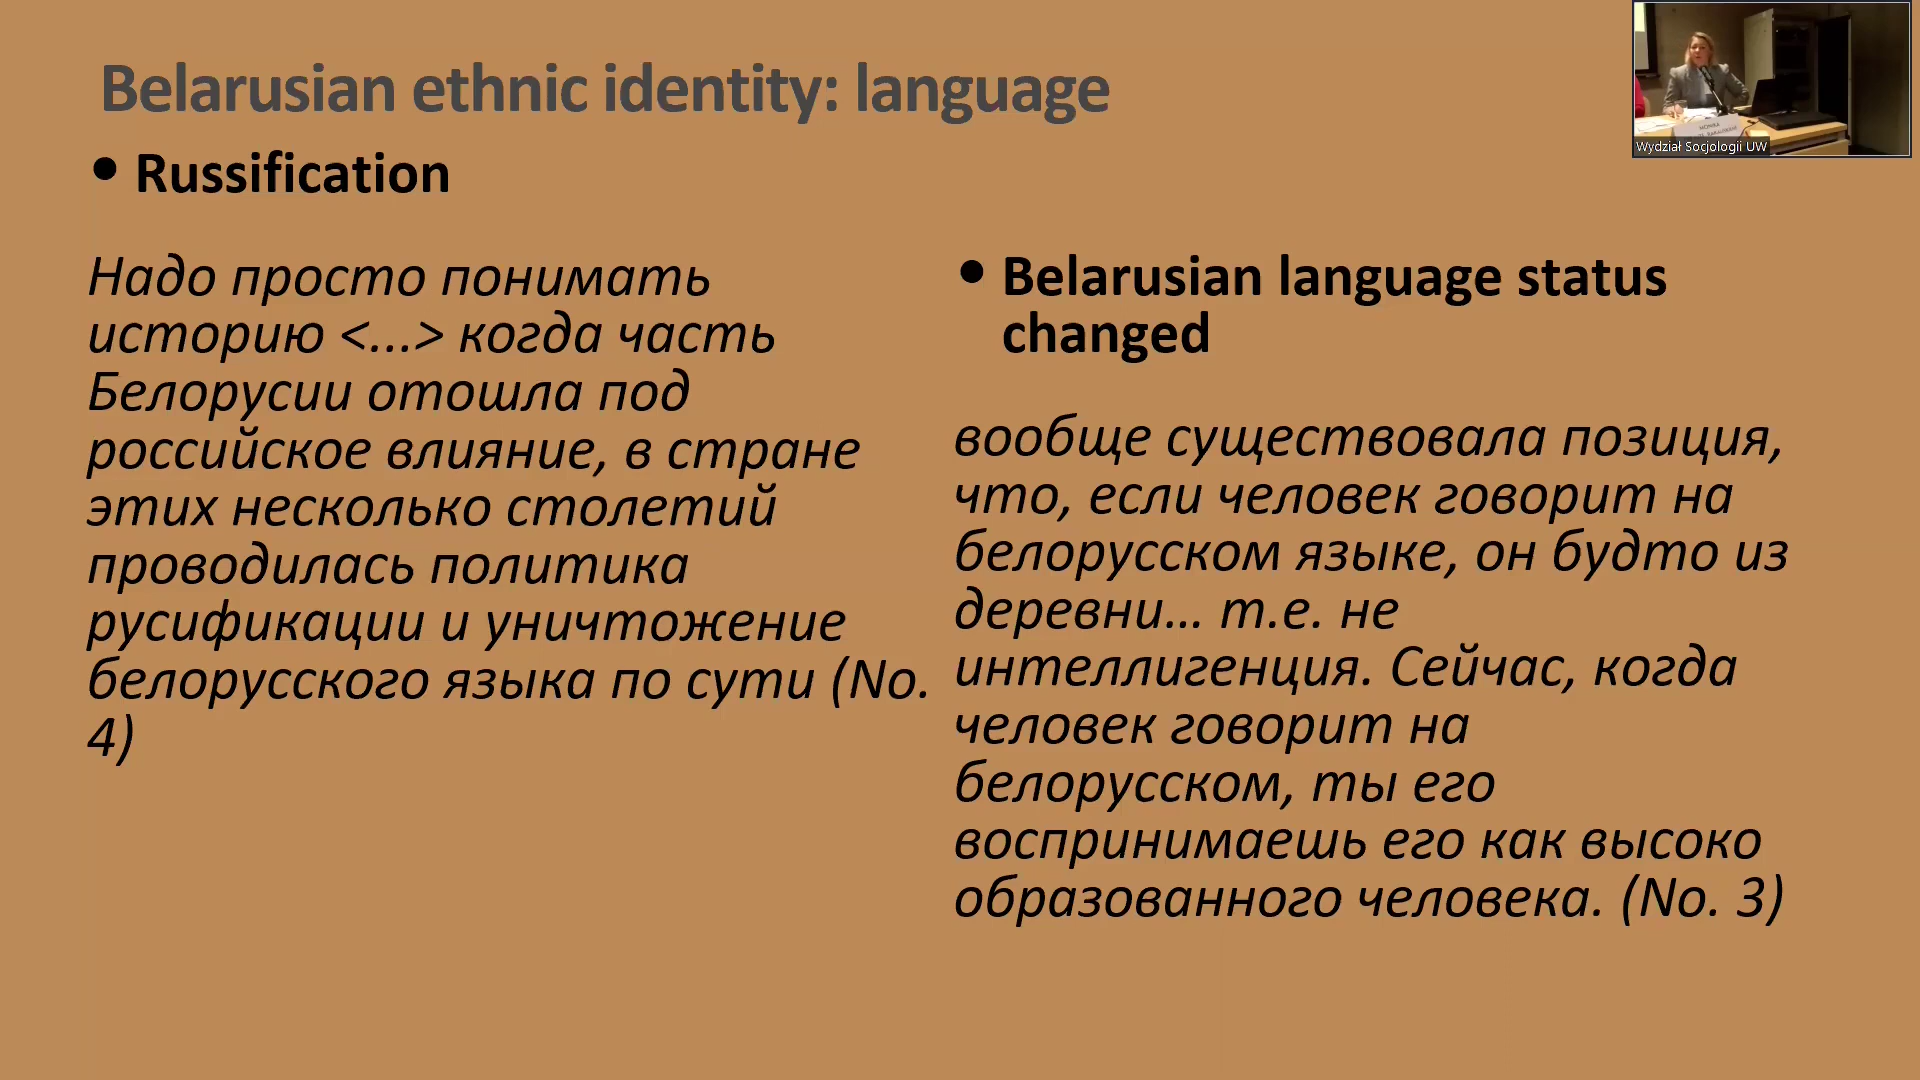 Belarusian ethnic identity: language
• Russification
Надо просто понимать
историю <...> когда часть
Белорусии отошла под
российское влияние, в стране
этих несколько столетий
проводилась политика
русификации и уничтожение
белорусского языка по сути (No.
4)
• Belarusian language status
changed
вообще существовала позиция,
что, если человек говорит на
белорусском языке, он будто из
деревни... т.е. не
интеллигенция. Сейчас, когда
человек говорит на
белорусском, ты его
воспринимаешь его как высоко
образованного человека. (No. 3)
MONIKA
Wydział Socjologii UW